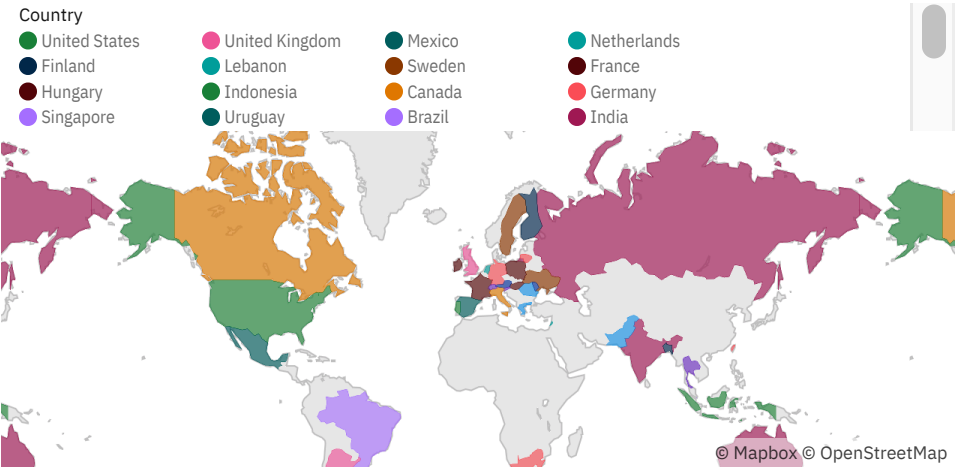 Country
United States United Kingdom Mexico Netherlands
Finland Lebanon Sweden France
Hungary Indonesia Canada Germany
Singapore Uruguay Brazil India
© Mapbox © OpenStreetMap